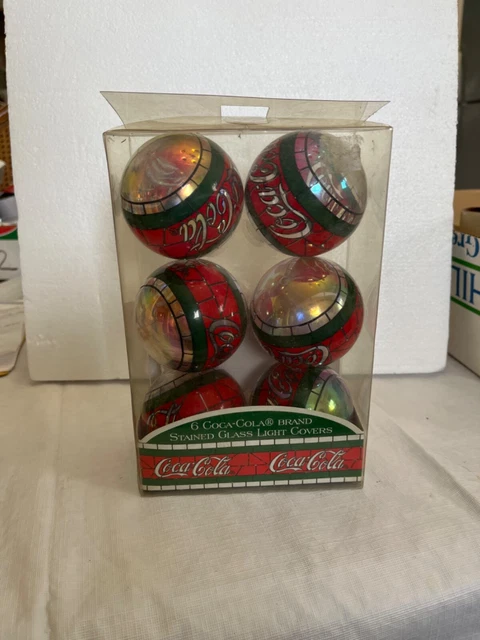 Coca-Cola
Coca-Cola
6 COCA-COLA® BRAND
STAINED GLASS LIGHT COVERS
Coca-Cola Coca-Cola